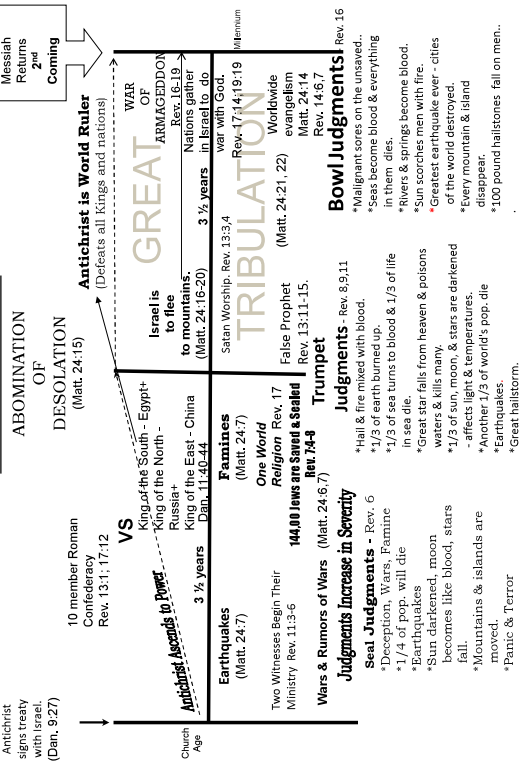 Antichrist
signs treaty
with Israel.
(Dan. 9:27)
10 member Roman
Confederacy
Rev. 13:1; 17:12
ABOMINATION
OF
DESOLATION
(Matt. 24:15)
Messiah
Returns
2nd
Coming
Antichrist is World Ruler
(Defeats all Kings and nations)
VS
King of the South - Egypt+
King of the North -
Russia+
King of the East - China
Dan. 11:40-44
Antichrist Ascends to Power
3 ½ years
GREAT
WAR
OF
ARMAGEDDON
Rev. 16-19
Israel is
to flee
to mountains.
(Matt. 24:16-20)
3 ½ years
Nations gather
in Israel to do
war with God.
Rev. 17:14;19:19
Church
Age
Millennium
Earthquakes
(Matt. 24:7)
Famines
(Matt. 24:7)
Two Witnesses Begin Their
Ministry Rev. 11:3-6
One World
Religion Rev. 17
144,00 Jews are Saved & Sealed
Rev. 7:4-8
Wars & Rumors of Wars (Matt. 24:6,7)
Satan Worship. Rev. 13:3,4
TRIBULATION
(Matt. 24:21, 22)
False Prophet
Rev. 13:11-15.
Worldwide
evangelism
Matt. 24:14
Rev. 14:6,7
Judgments Increase in Severity
Seal Judgments - Rev. 6
*Deception, Wars, Famine
*1/4 of pop. will die
*Earthquakes
*Sun darkened, moon
becomes like blood, stars
fall.
*Mountains & islands are
moved.
*Panic & Terror
Trumpet
Judgments - Rev. 8,9,11
*Hail & fire mixed with blood.
*1/3 of earth burned up.
*1/3 of sea turns to blood & 1/3 of life
in sea die.
*Great star falls from heaven & poisons
waters & kills many.
*1/3 of sun, moon, & stars are darkened
- affects light & temperatures.
*Another 1/3 of world's pop. die
*Earthquakes.
*Great hailstorm.
Bowl Judgments Rev. 16
*Malignant sores on the unsaved..
*Seas become blood & everything
in them dies.
*Rivers & springs become blood.
*Sun scorches men with fire.
*Greatest earthquake ever - cities
of the world destroyed.
*Every mountain & island
disappear.
*100 pound hailstones fall on men..
.